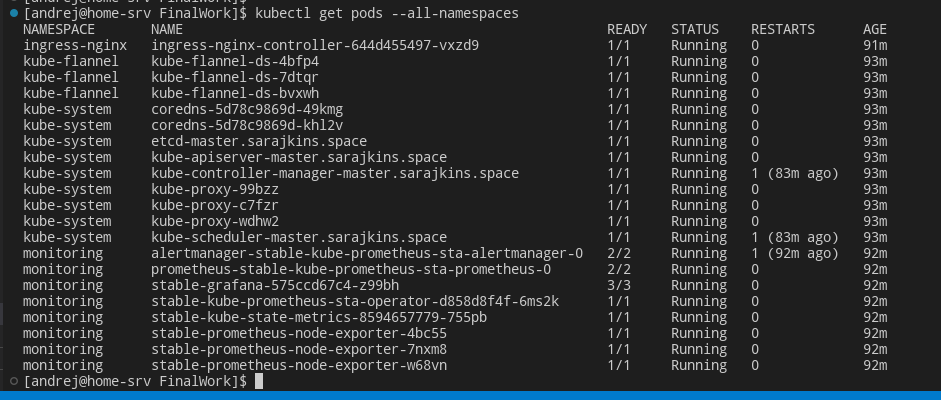 [andrej@home-srv FinalWork]$ kubectl get pods --all-namespaces
NAMESPACE       NAME                                                     READY   STATUS    RESTARTS      AGE
ingress-nginx   ingress-nginx-controller-644d455497-vxzd9                1/1     Running   0             91m
kube-flannel    kube-flannel-ds-4bfp4                                    1/1     Running   0             93m
kube-flannel    kube-flannel-ds-7dtqr                                    1/1     Running   0             93m
kube-flannel    kube-flannel-ds-bvxwh                                    1/1     Running   0             93m
kube-system     coredns-5d78c9869d-49kmg                                 1/1     Running   0             93m
kube-system     coredns-5d78c9869d-khl2v                                 1/1     Running   0             93m
kube-system     etcd-master.sarajkins.space                              1/1     Running   0             93m
kube-system     kube-apiserver-master.sarajkins.space                    1/1     Running   0             93m
kube-system     kube-controller-manager-master.sarajkins.space           1/1     Running   1 (83m ago)   93m
kube-system     kube-proxy-99bzz                                         1/1     Running   0             93m
kube-system     kube-proxy-c7fzr                                         1/1     Running   0             93m
kube-system     kube-proxy-wdhw2                                         1/1     Running   0             93m
kube-system     kube-scheduler-master.sarajkins.space                    1/1     Running   1 (83m ago)   93m
monitoring      alertmanager-stable-kube-prometheus-sta-alertmanager-0   2/2     Running   1 (92m ago)   92m
monitoring      prometheus-stable-kube-prometheus-sta-prometheus-0       2/2     Running   0             92m
monitoring      stable-grafana-575ccd67c4-z99bh                          3/3     Running   0             92m
monitoring      stable-kube-prometheus-sta-operator-d858d8f4f-6ms2k      1/1     Running   0             92m
monitoring      stable-kube-state-metrics-8594657779-755pb               1/1     Running   0             92m
monitoring      stable-prometheus-node-exporter-4bc55                    1/1     Running   0             92m
monitoring      stable-prometheus-node-exporter-7nxm8                    1/1     Running   0             92m
monitoring      stable-prometheus-node-exporter-w68vn                    1/1     Running   0             92m
[andrej@home-srv FinalWork]$